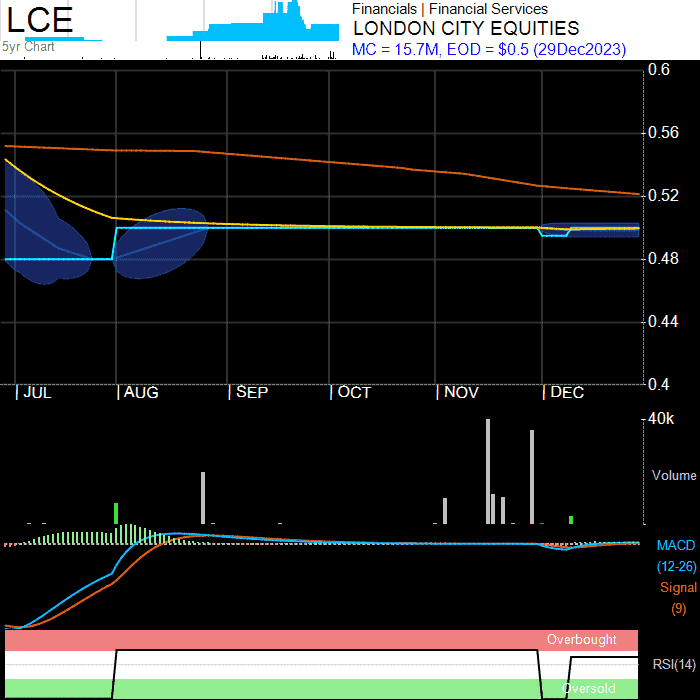 LCE
5yr Chart
Financials | Financial Services
LONDON CITY EQUITIES
MC = 15.7M, EOD = $0.5 (29Dec2023)
0.6
0.56
0.52
0.48
0.44
0.4
JUL AUG SEP OCT NOV DEC
40k
Volume
MACD
(12-26)
Signal
(9)
Overbought
RSI(14)
Oversold